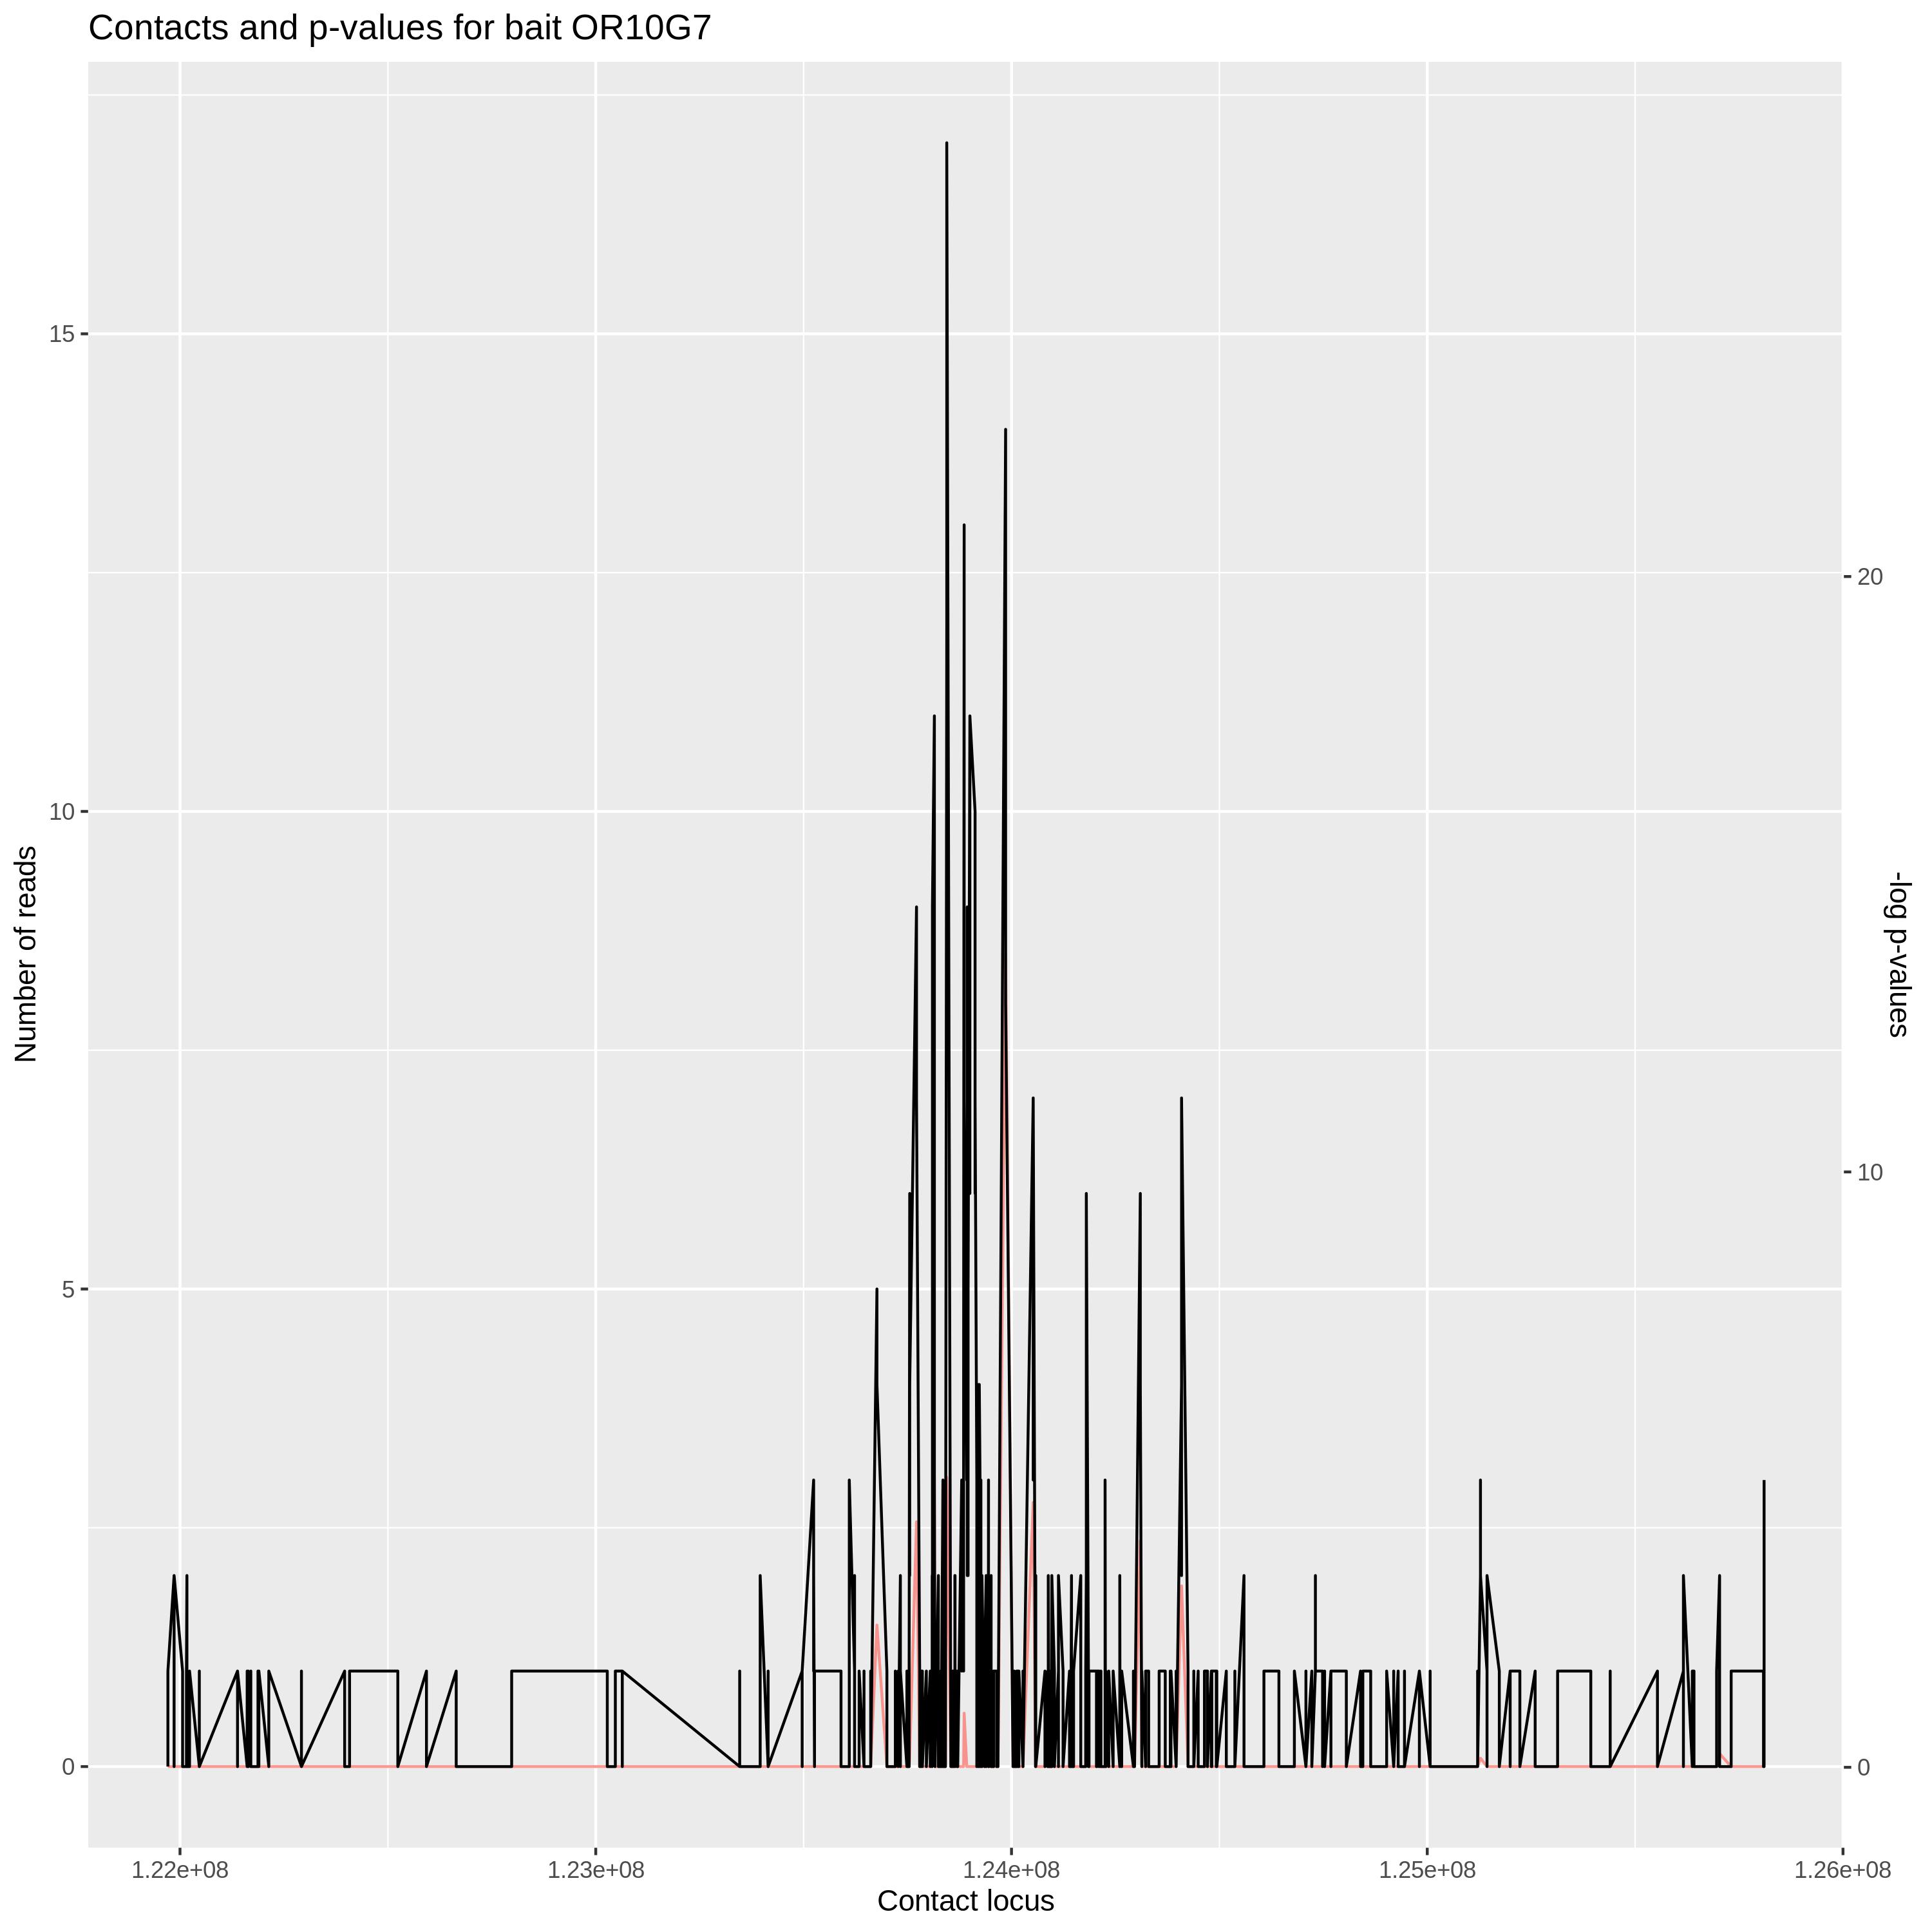 Contacts and p-values for bait OR10G7
15
10
5
0
Number of reads
20
10
0
-log p-values
1.22e+08
1.23e+08
1.24e+08
1.25e+08
1.26e+08
Contact locus